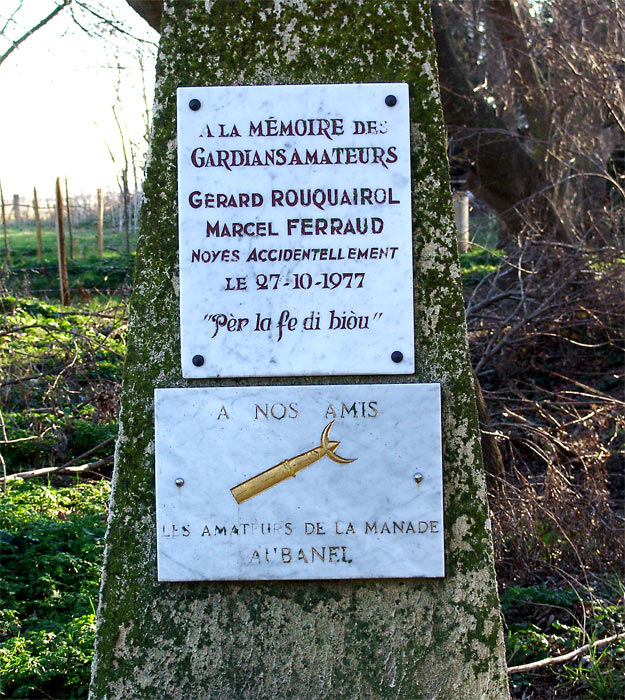 A LA MÉMOIRE DES
GARDIANS AMATEURS
GÉRARD ROUQUAIROL
MARCEL FERRAUD
NOYES ACCIDENTELLEMENT
LE 27-10-1977
"Pèr la fe di biòu"
A NOS AMIS
LES AMATEURS DE LA MANADE
AUBANEL